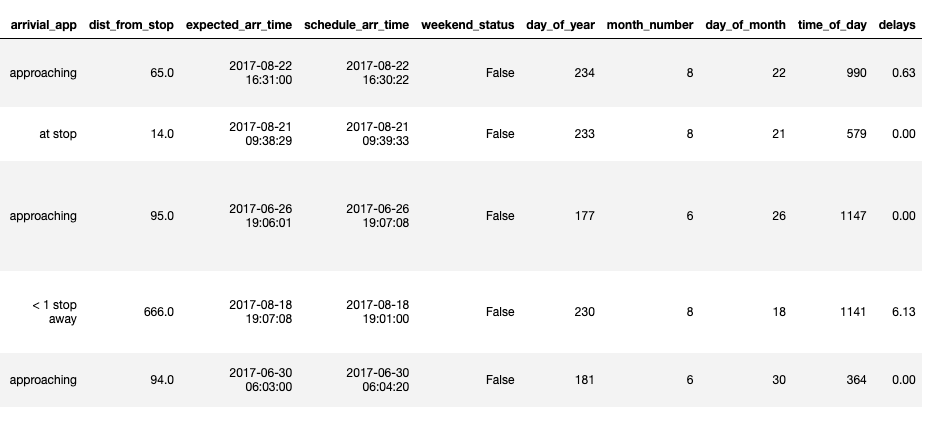 arrivial_app dist_from_stop expected_arr_time schedule_arr_time weekend_status day_of_year month_number day_of_month time_of_day delays
approaching 65.0 2017-08-22 16:31:00 2017-08-22 16:30:22 False 234 8 22 990 0.63
at stop 14.0 2017-08-21 09:38:29 2017-08-21 09:39:33 False 233 8 21 579 0.00
approaching 95.0 2017-06-26 19:06:01 2017-06-26 19:07:08 False 177 6 26 1147 0.00
< 1 stop away 666.0 2017-08-18 19:07:08 2017-08-18 19:01:00 False 230 8 18 1141 6.13
approaching 94.0 2017-06-30 06:03:00 2017-06-30 06:04:20 False 181 6 30 364 0.00